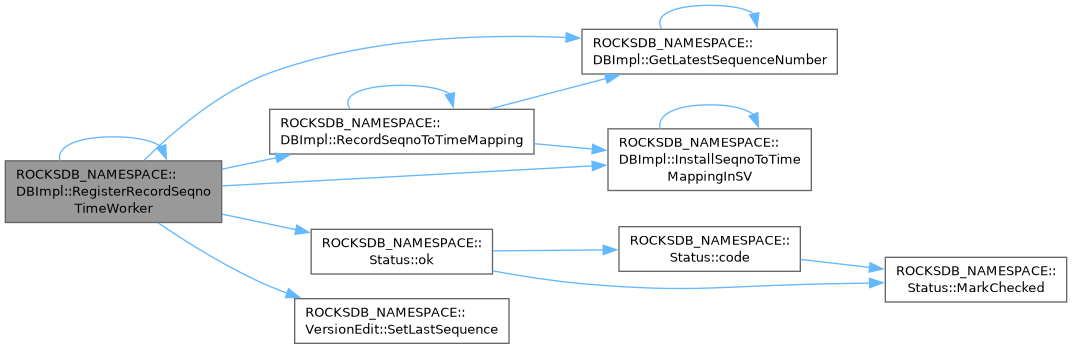 ROCKSDB_NAMESPACE::
DBImpl::RegisterRecordSeqno
TimeWorker
ROCKSDB_NAMESPACE::
DBImpl::GetLatestSequenceNumber
ROCKSDB_NAMESPACE::
DBImpl::RecordSeqnoToTimeMapping
ROCKSDB_NAMESPACE::
DBImpl::InstallSeqnoToTime
MappingInSV
ROCKSDB_NAMESPACE::
Status::ok
ROCKSDB_NAMESPACE::
Status::code
ROCKSDB_NAMESPACE::
Status::MarkChecked
ROCKSDB_NAMESPACE::
VersionEdit::SetLastSequence